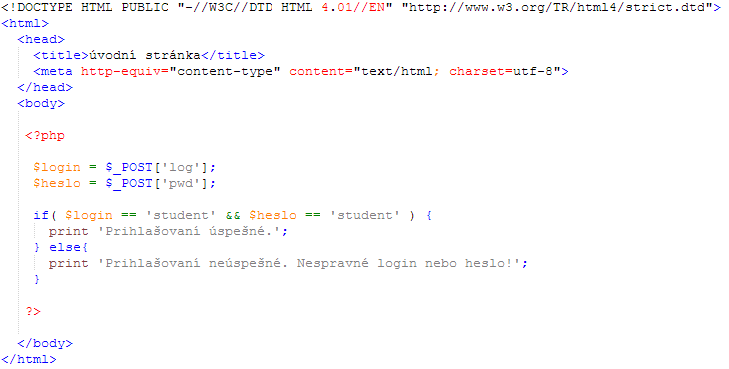 <!DOCTYPE HTML PUBLIC "-//W3C//DTD HTML 4.01//EN" "http://www.w3.org/TR/html4/strict.dtd">
<html>
<head>
<title>úvodní stránka</title>
<meta http-equiv="content-type" content="text/html; charset=utf-8">
</head>
<body>
<?php
$login = $_POST['log'];
$heslo = $_POST['pwd'];
if( $login == 'student' && $heslo == 'student' ) {
print 'Prihlašovaní úspešné.';
} else{
print 'Prihlašovaní neúspešné. Nespravné login nebo heslo!';
}
?>
</body>
</html>